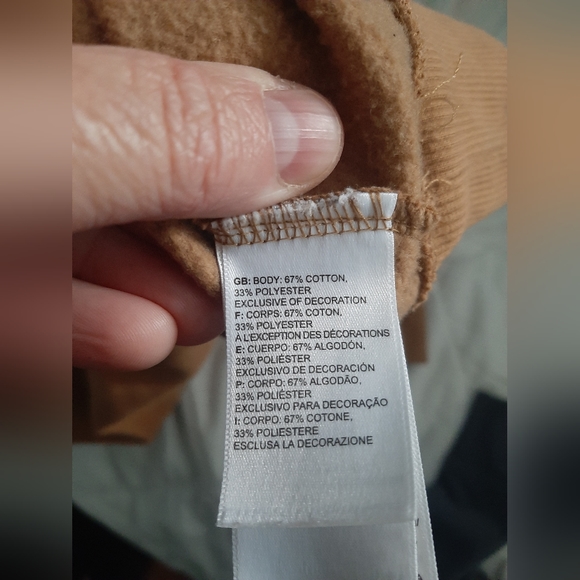 GB: BODY: 67% COTTON,
33% POLYESTER
EXCLUSIVE OF DECORATION
F: CORPS: 67% COTON,
33% POLYESTER
A L'EXCEPTION DES DÉCORATIONS
E: CUERPO: 67% ALGODÓN,
33% POLIÉSTER
EXCLUSIVO DE DECORACIÓN
P: CORPO: 67% ALGODÃO,
33% POLIÉSTER
EXCLUSIVO PARA DECORAÇÃO
I: CORPO: 67% COTONE,
33% POLIESTERE
ESCLUSA LA DECORAZIONE